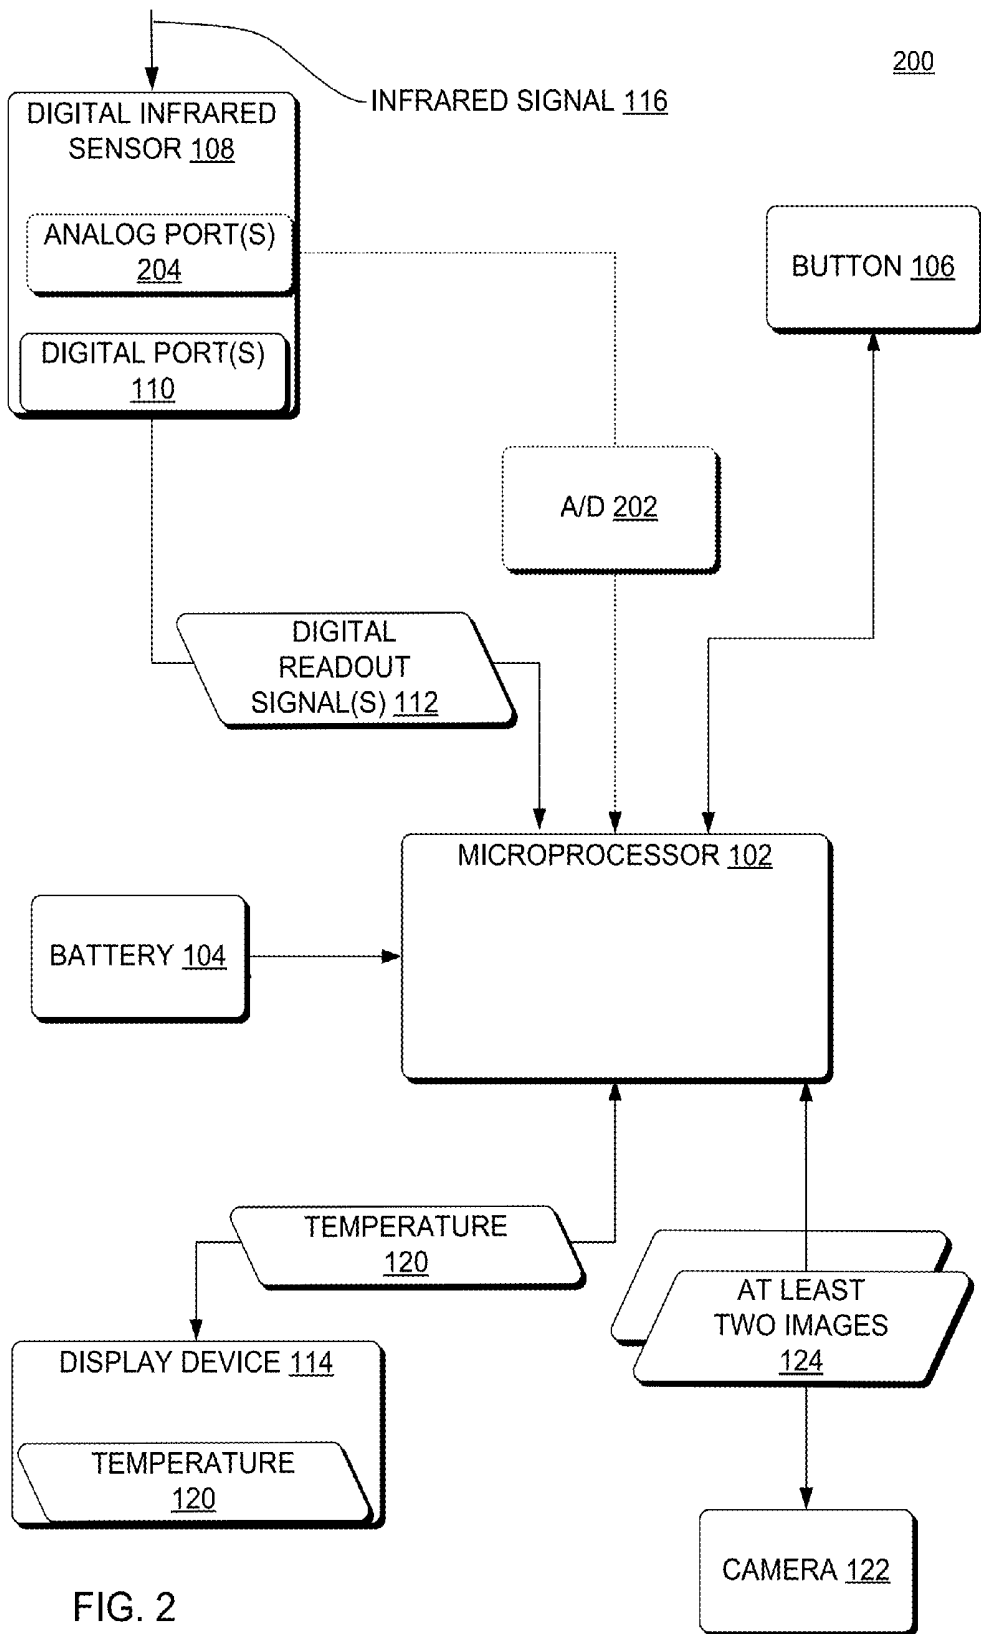 200
INFRARED SIGNAL 116
DIGITAL INFRARED
SENSOR 108
ANALOG PORT(S)
204
DIGITAL PORT(S)
110
BUTTON 106
A/D 202
DIGITAL
READOUT
SIGNAL(S) 112
MICROPROCESSOR 102
BATTERY 104
TEMPERATURE
120
AT LEAST
TWO IMAGES
124
DISPLAY DEVICE 114
TEMPERATURE
120
CAMERA 122
FIG. 2